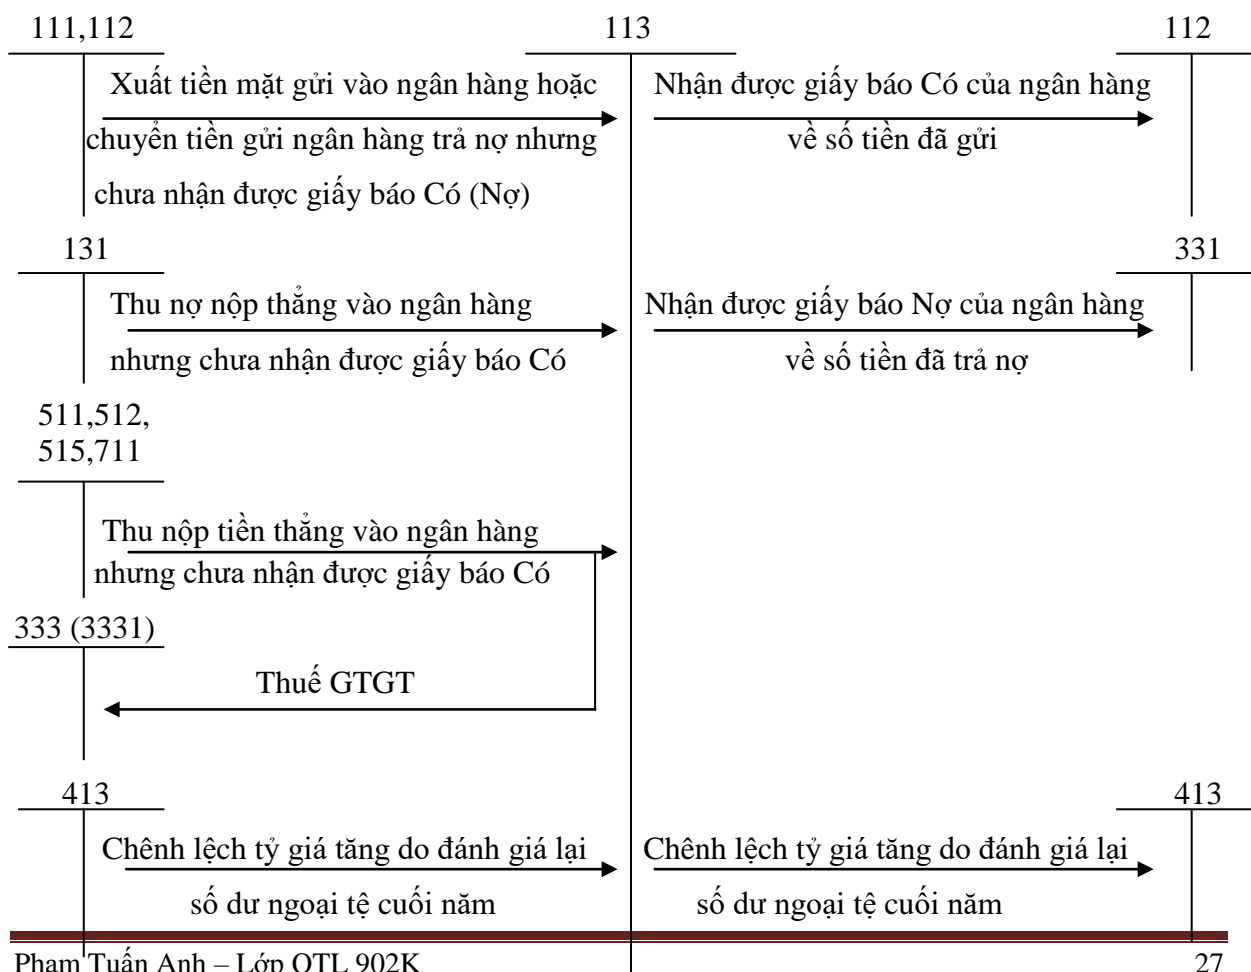 111,112
113
112
Xuất tiền mặt gửi vào ngân hàng hoặc
chuyển tiền gửi ngân hàng trả nợ nhưng
chưa nhận được giấy báo Có (Nợ)
Nhận được giấy báo Có của ngân hàng
về số tiền đã gửi
131
331
Thu nợ nộp thẳng vào ngân hàng
nhưng chưa nhận được giấy báo Có
Nhận được giấy báo Nợ của ngân hàng
về số tiền đã trả nợ
511,512,
515,711
Thu nộp tiền thẳng vào ngân hàng
nhưng chưa nhận được giấy báo Có
333 (3331)
Thuế GTGT
413
413
Chênh lệch tỷ giá tăng do đánh giá lại
số dư ngoại tệ cuối năm
Chênh lệch tỷ giá tăng do đánh giá lại
số dư ngoại tệ cuối năm
Phạm Tuấn Anh – Lớp QTL 902K
27